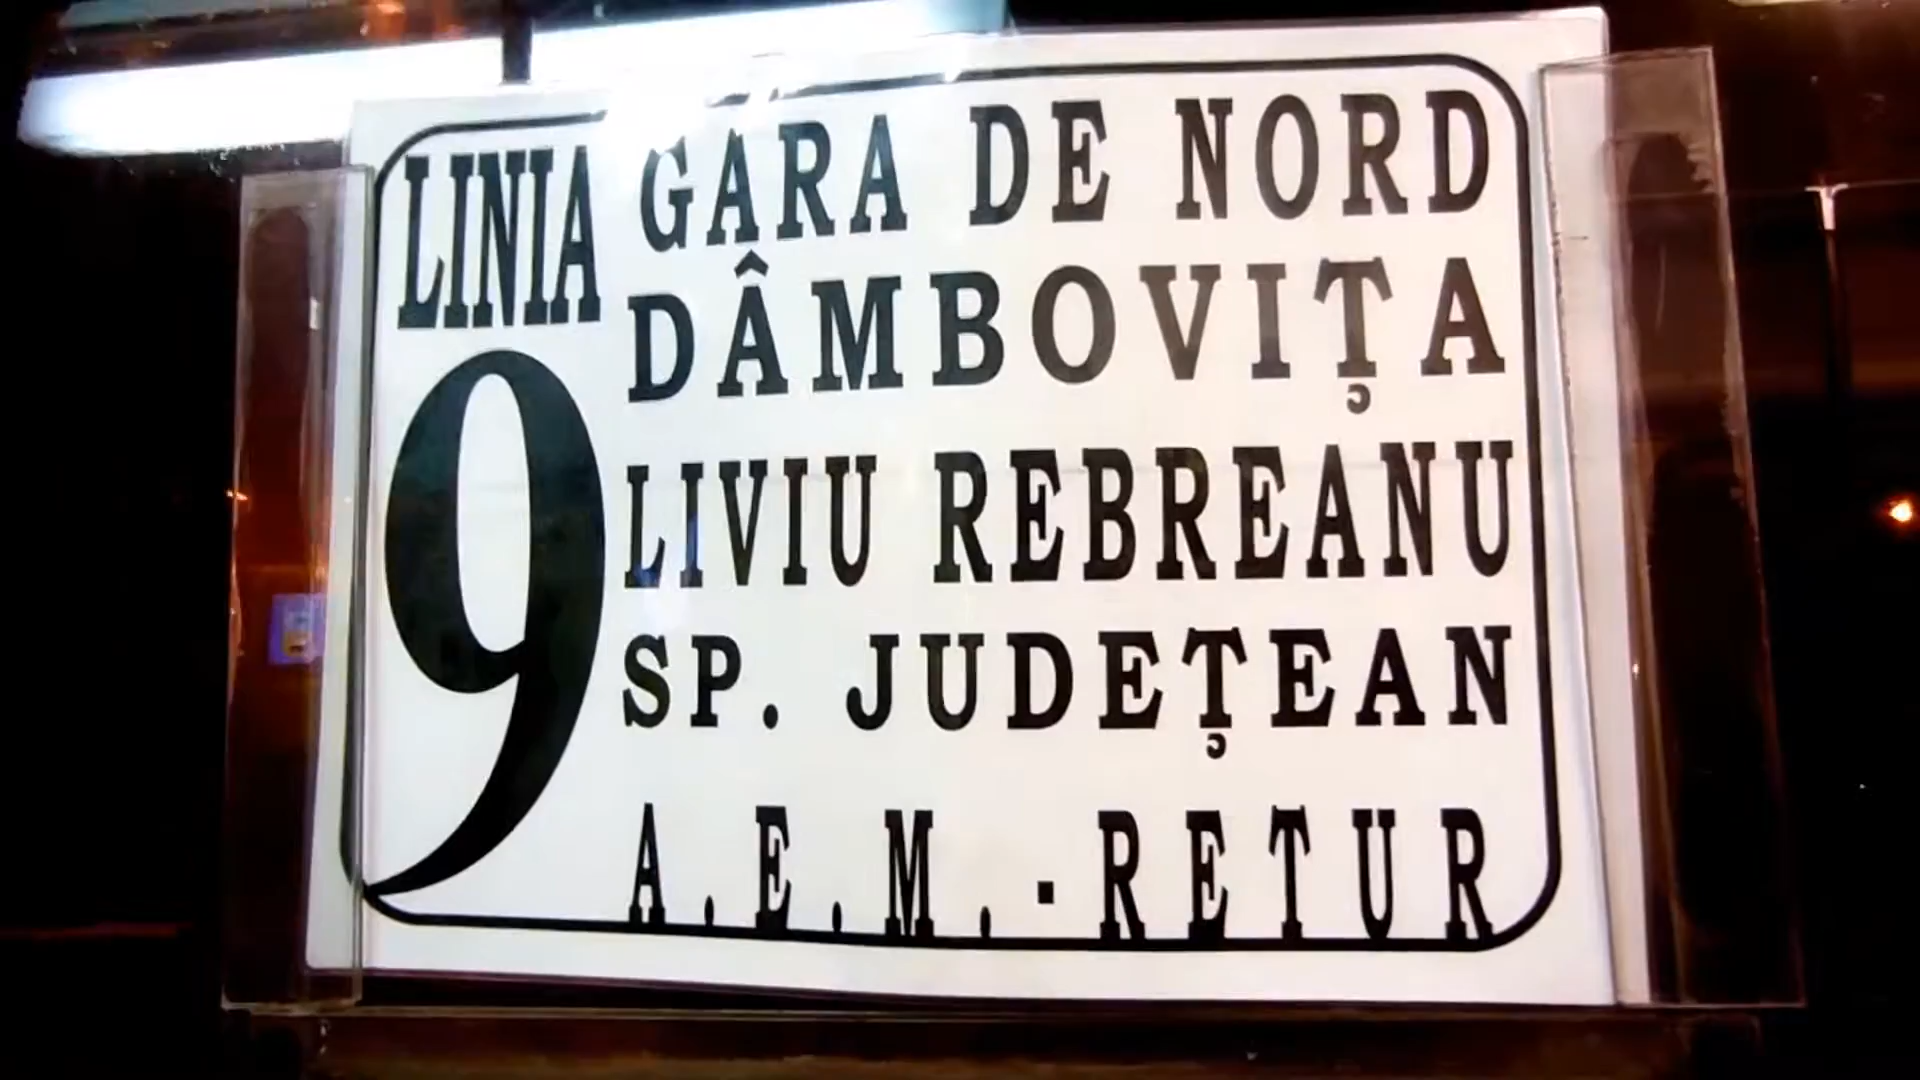 LINIA
9
GARA DE NORD
DÂMBOVIȚA
LIVIU REBREANU
SP. JUDEȚEAN
A.E.M.-RETUR